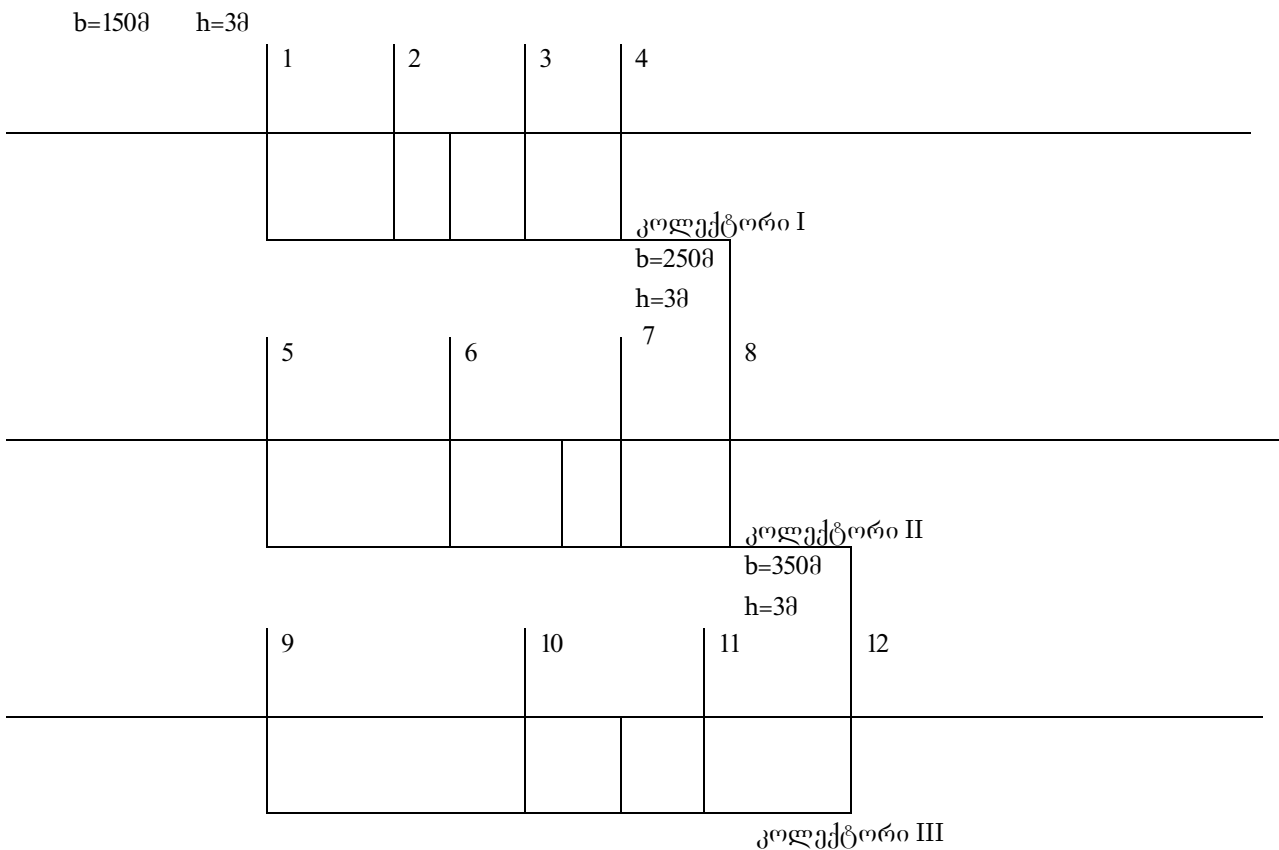 b=150მ h=3მ
1 2 3 4
კოლექტორი I
b=250მ
h=3მ
5 6 7 8
კოლექტორი II
b=350მ
h=3მ
9 10 11 12
კოლექტორი III